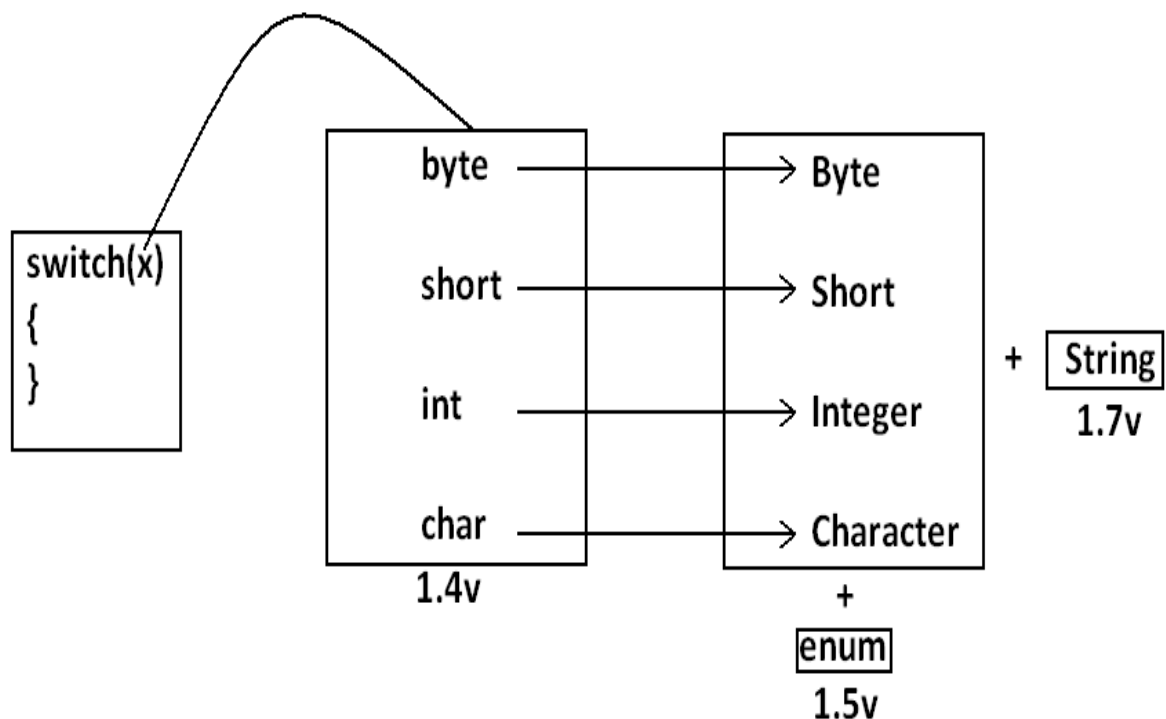 switch(x)
{
}
byte
short
int
char
1.4v
Byte
Short
Integer
Character
+
enum
1.5v
+
String
1.7v